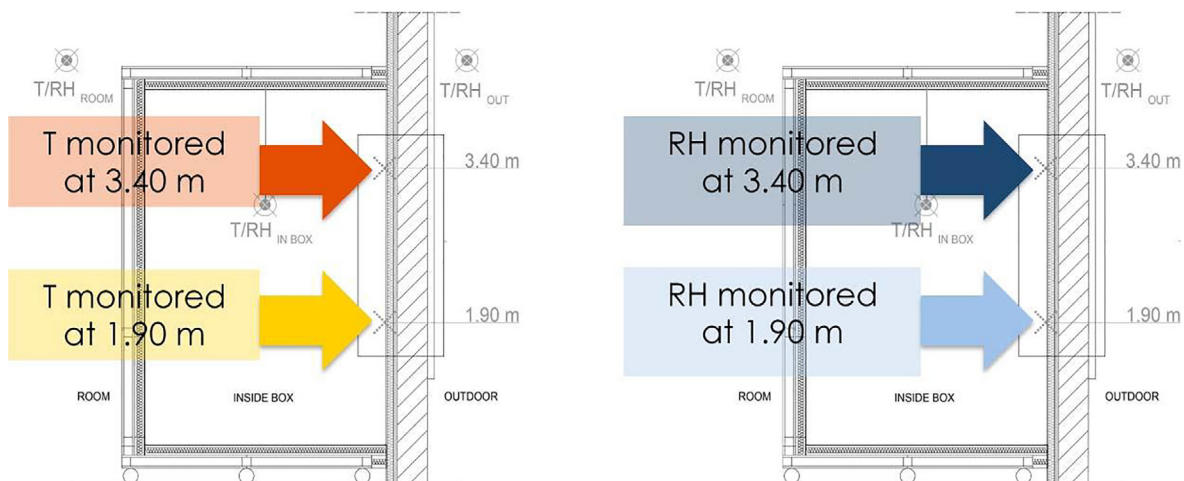 T/RH ROOM
T/RH OUT
T monitored
at 3.40 m
3.40 m
T/RH IN BOX
T monitored
at 1.90 m
1.90 m
ROOM
INSIDE BOX
OUTDOOR
T/RH ROOM
T/RH OUT
RH monitored
at 3.40 m
3.40 m
T/RH IN BOX
RH monitored
at 1.90 m
1.90 m
ROOM
INSIDE BOX
OUTDOOR